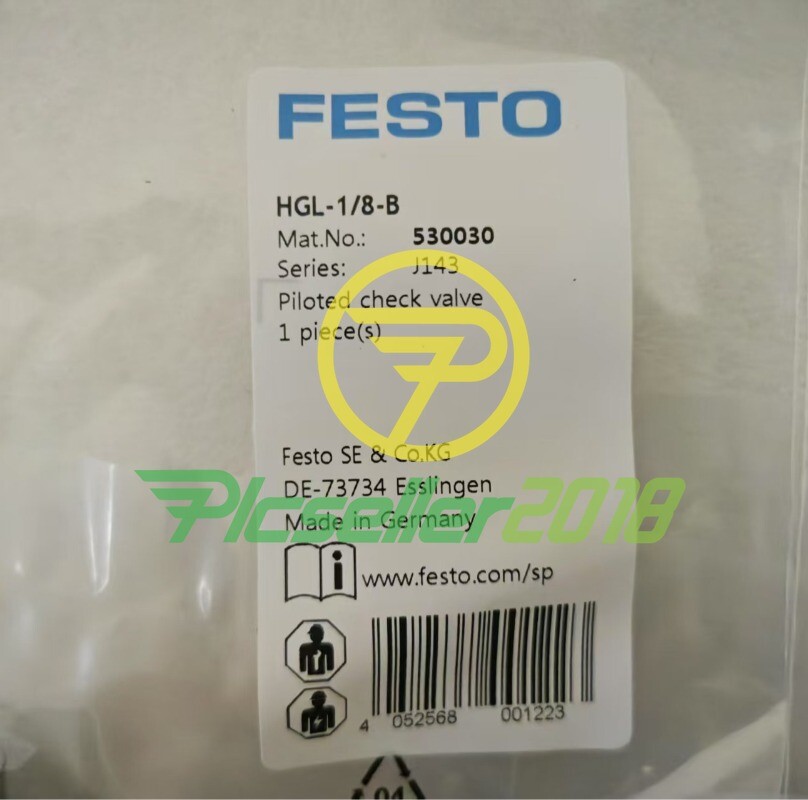 FESTO
HGL-1/8-B
Mat.No.: 530030
Series: J143
Piloted check valve
1 piece(s)
Festo SE & Co.KG
DE-73734 Esslingen
Plcseller2018
Made in Germany
www.festo.com/sp
4 052568 001223
04